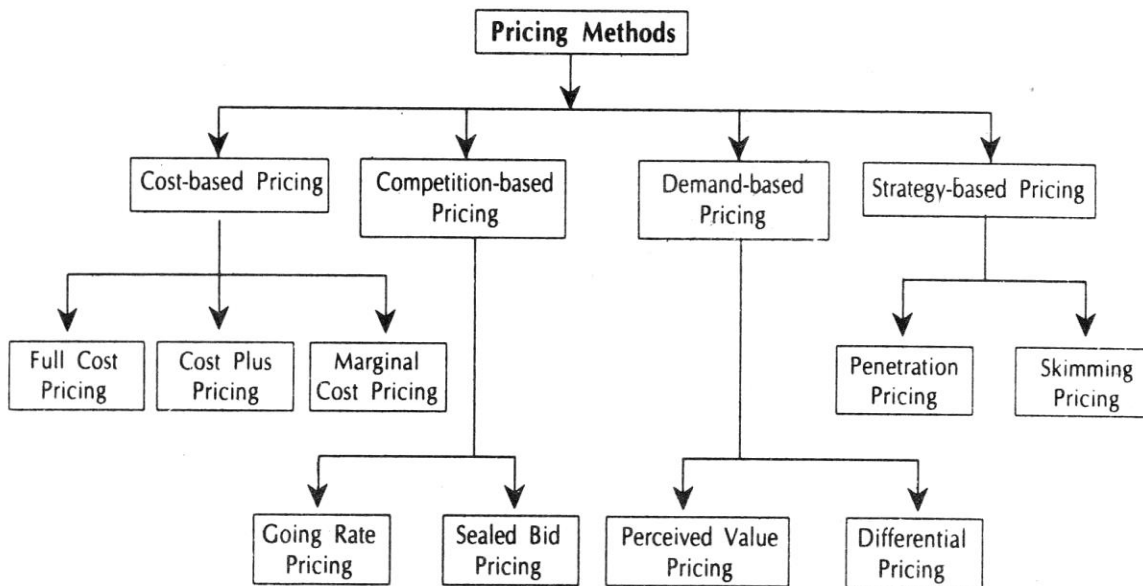 Pricing Methods
Cost-based Pricing
Competition-based
Pricing
Demand-based
Pricing
Strategy-based Pricing
Full Cost
Pricing
Cost Plus
Pricing
Marginal
Cost Pricing
Penetration
Pricing
Skimming
Pricing
Going Rate
Pricing
Sealed Bid
Pricing
Perceived Value
Pricing
Differential
Pricing